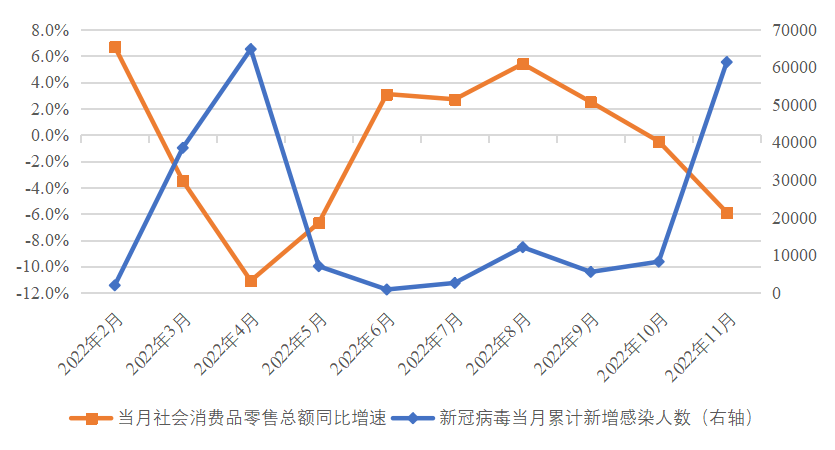 8.0%
6.0%
4.0%
2.0%
0.0%
-2.0%
-4.0%
-6.0%
-8.0%
-10.0%
-12.0%
70000
60000
50000
40000
30000
20000
10000
0
2022年2月
2022年3月
2022年4月
2022年5月
2022年6月
2022年7月
2022年8月
2022年9月
2022年10月
2022年11月
当月社会消费品零售总额同比增速
新冠病毒当月累计新增感染人数（右轴）